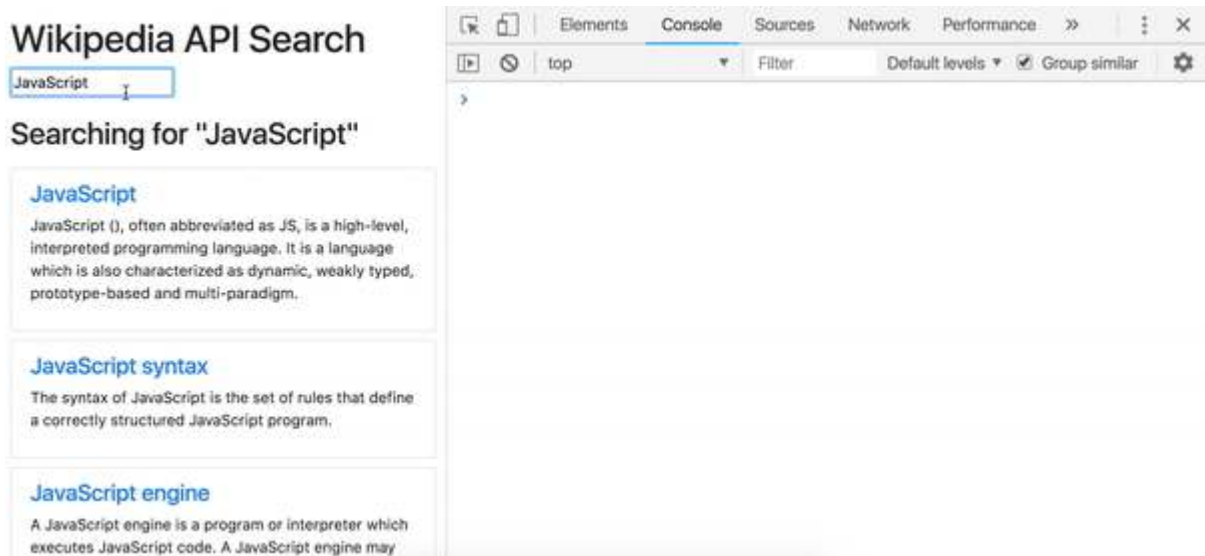 Wikipedia API Search
JavaScript
Searching for "JavaScript"
JavaScript
JavaScript (), often abbreviated as JS, is a high-level,
interpreted programming language. It is a language
which is also characterized as dynamic, weakly typed,
prototype-based and multi-paradigm.
JavaScript syntax
The syntax of JavaScript is the set of rules that define
a correctly structured JavaScript program.
JavaScript engine
A JavaScript engine is a program or interpreter which
executes JavaScript code. A JavaScript engine may
Elements Console Sources Network Performance »
top Filter Default levels ▼ Group similar
>